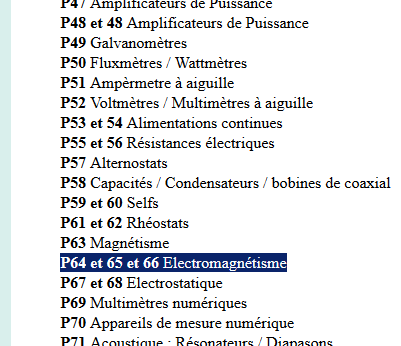 P47 Amplificateurs de Puissance
P48 et 48 Amplificateurs de Puissance
P49 Galvanomètres
P50 Fluxmètres / Wattmètres
P51 Ampèrmetre à aiguille
P52 Voltmètres / Multimètres à aiguille
P53 et 54 Alimentations continues
P55 et 56 Résistances électriques
P57 Alternostats
P58 Capacités / Condensateurs / bobines de coaxial
P59 et 60 Selfs
P61 et 62 Rhéostats
P63 Magnétisme
P64 et 65 et 66 Electromagnétisme
P67 et 68 Electrostatique
P69 Multimètres numériques
P70 Appareils de mesure numérique
P71 Acoustique : Résonateurs / Diapasons